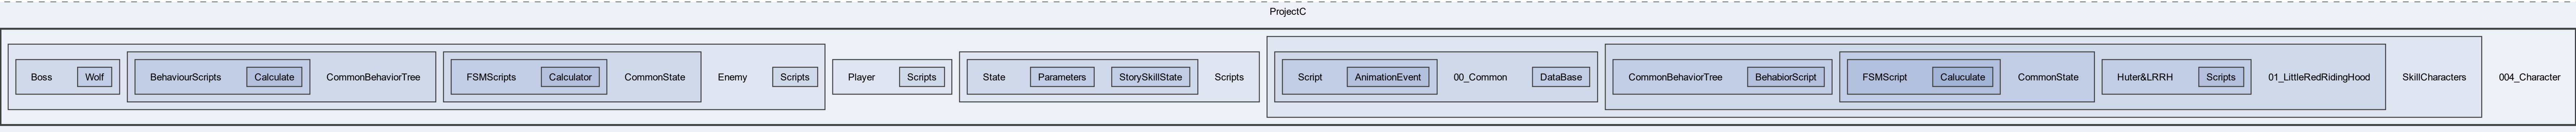 ProjectC
Boss
Wolf
BehaviourScripts
Calculate
CommonBehaviorTree
FSMScripts
Calculator
CommonState
Enemy
Scripts
Player
Scripts
State
Parameters
StorySkillState
Scripts
Script
AnimationEvent
00_Common
DataBase
CommonBehaviorTree
BehabiorScript
FSMScript
Caluculate
CommonState
Huter&LRRH
Scripts
01_LittleRedRidingHood
SkillCharacters
004_Character